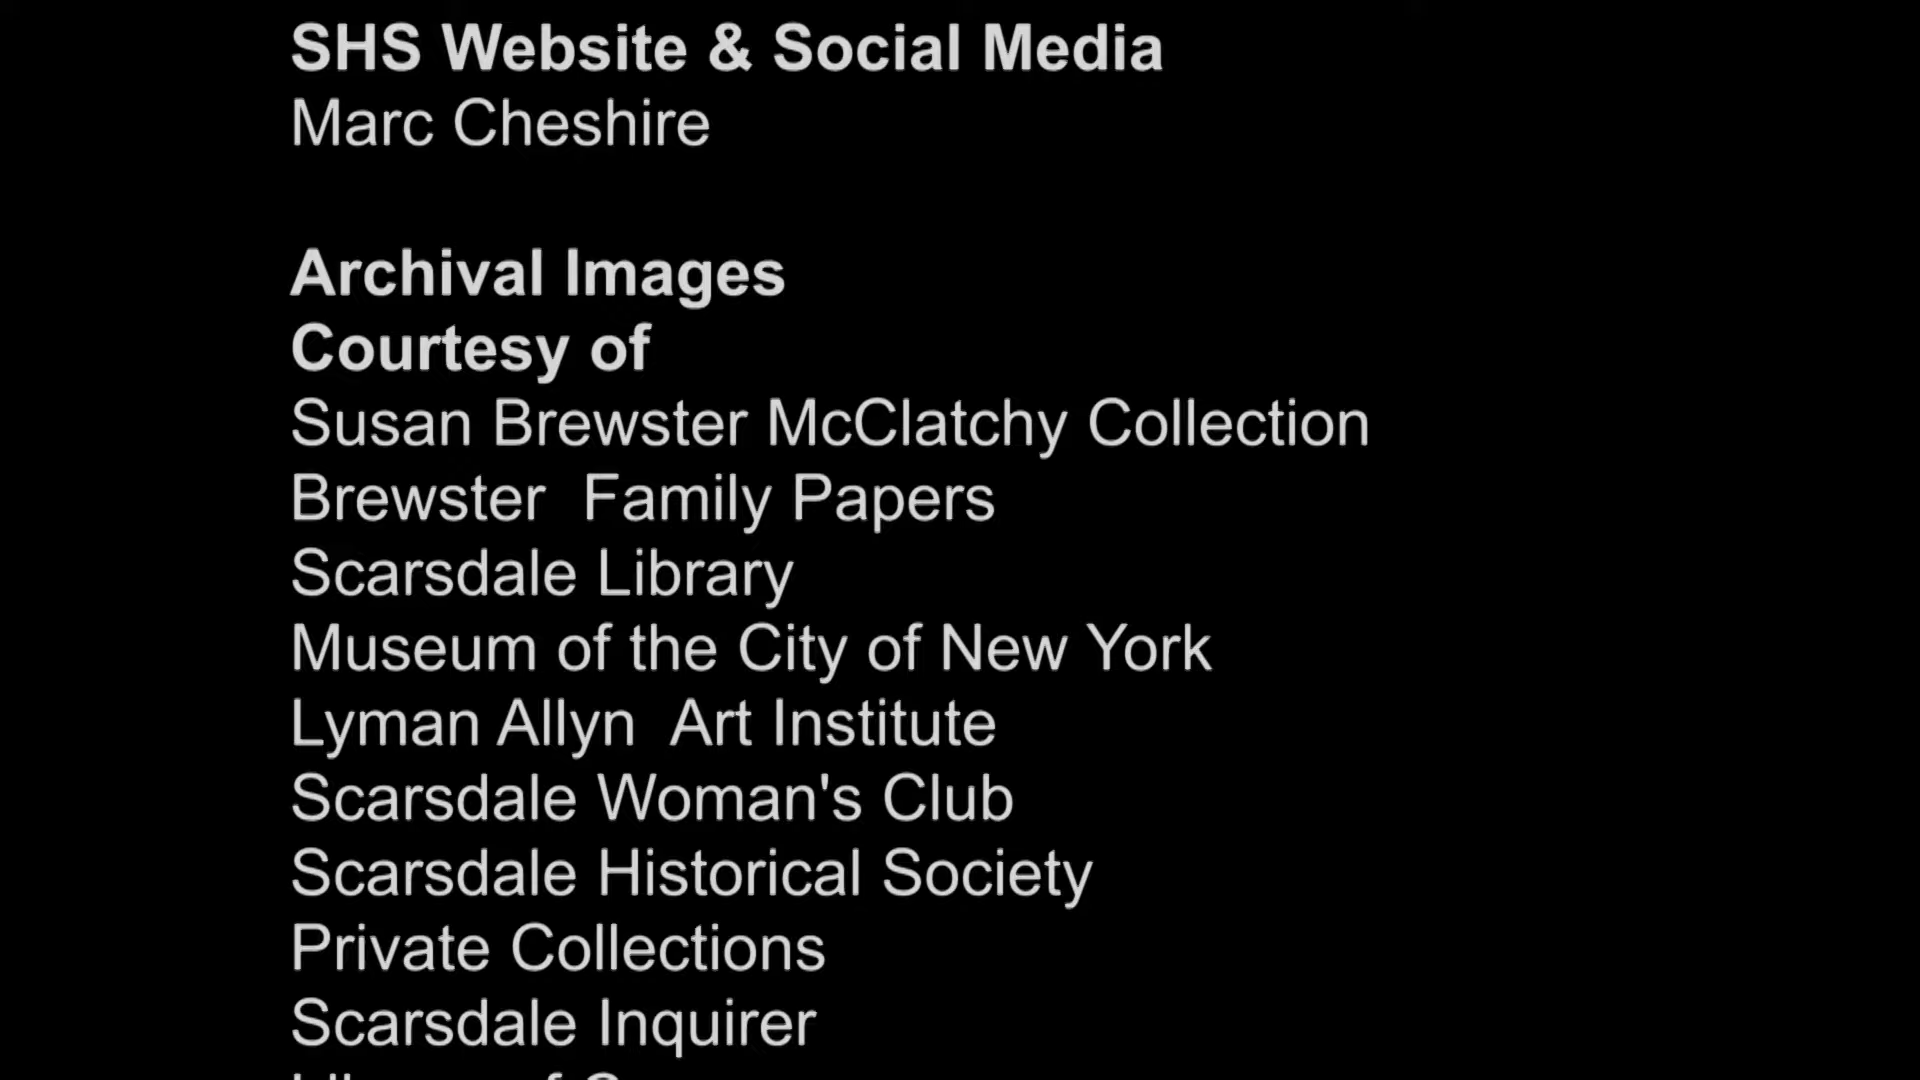 SHS Website & Social Media
Marc Cheshire
Archival Images
Courtesy of
Susan Brewster McClatchy Collection
Brewster  Family Papers
Scarsdale Library
Museum of the City of New York
Lyman Allyn  Art Institute
Scarsdale Woman's Club
Scarsdale Historical Society
Private Collections
Scarsdale Inquirer